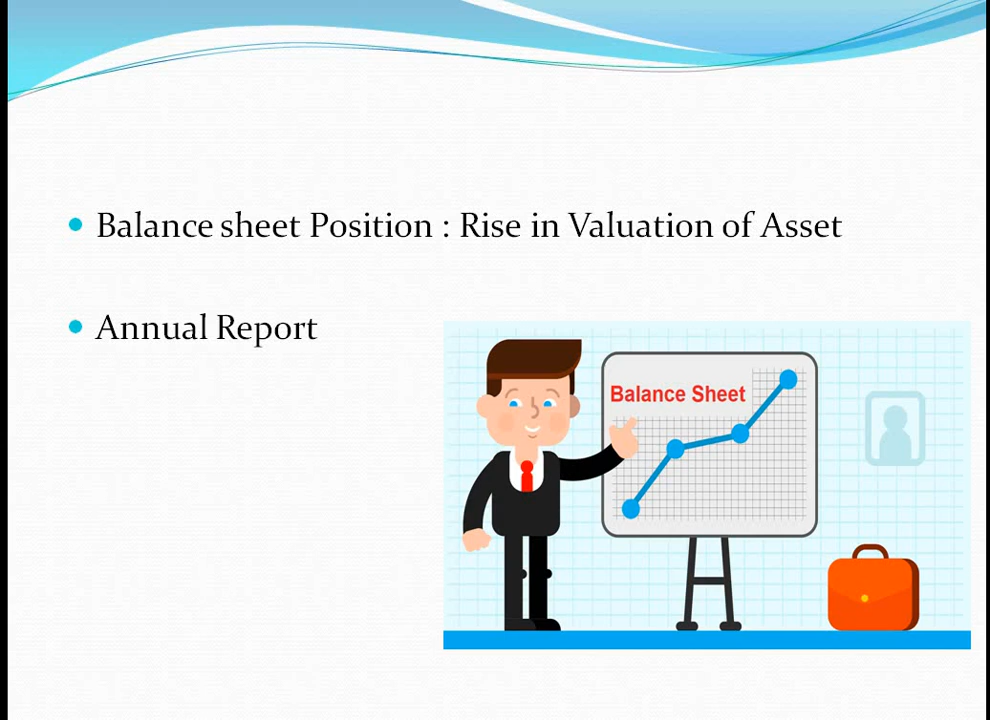 Balance sheet Position : Rise in Valuation of Asset
Annual Report
Balance Sheet